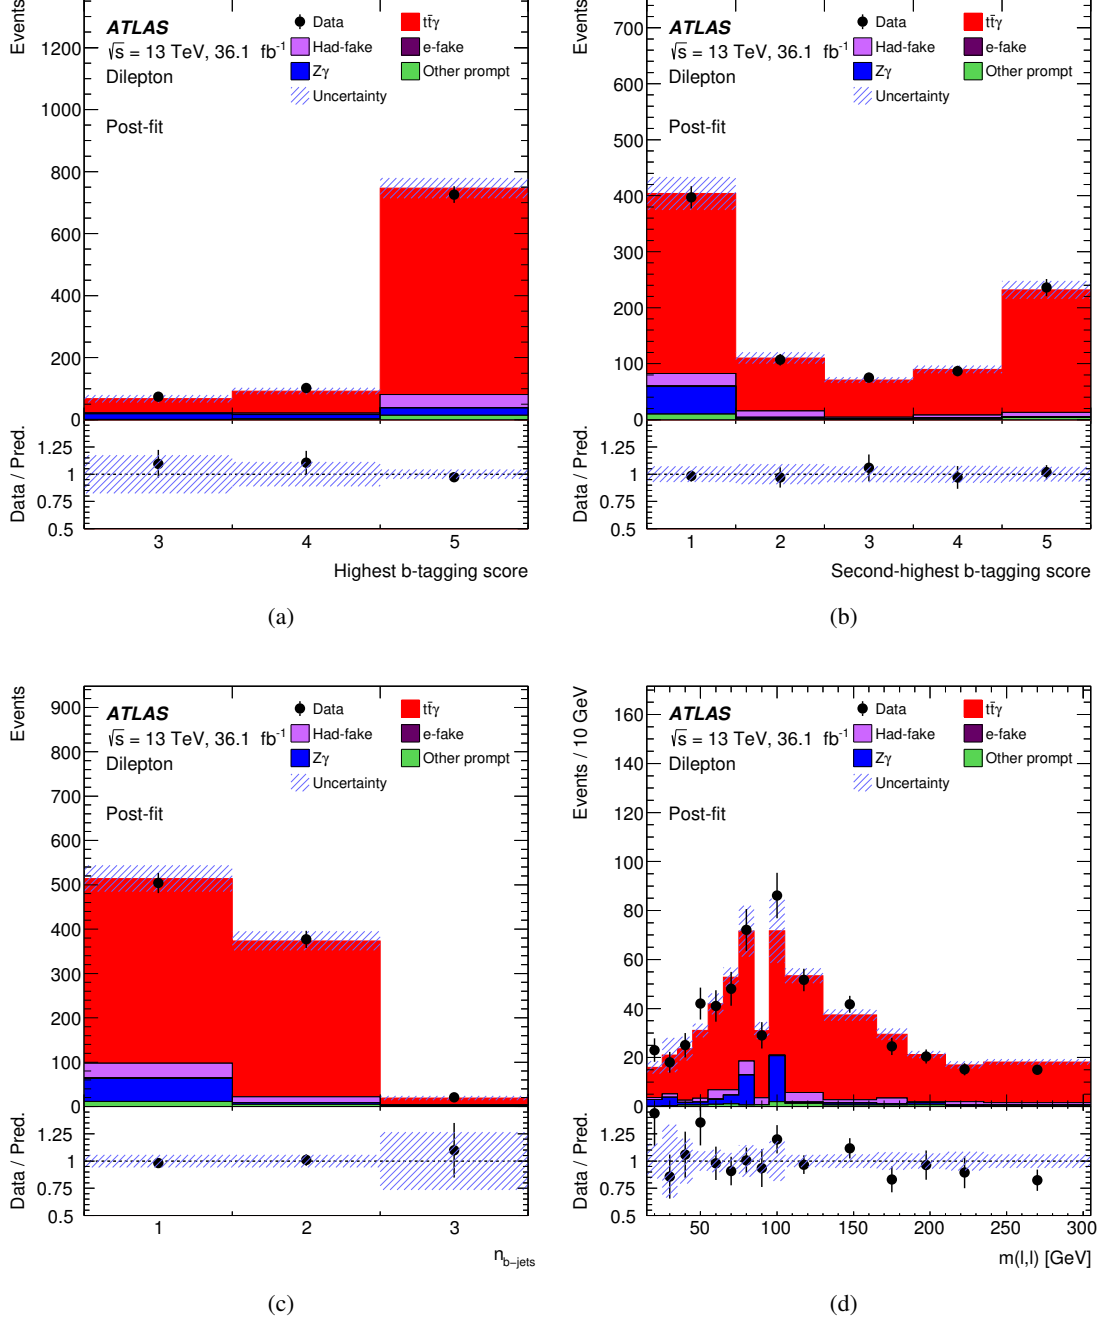 Events
1200
1000
800
600
400
200
0
ATLAS
√s = 13 TeV, 36.1 fb-1
Dilepton
Post-fit
Data
tt̄γ
Had-fake
e-fake
Zγ
Other prompt
Uncertainty
Data / Pred.
1.25
1
0.75
0.5
3 4 5
Highest b-tagging score
(a)
Events
700
600
500
400
300
200
100
0
ATLAS
√s = 13 TeV, 36.1 fb-1
Dilepton
Post-fit
Data
tt̄γ
Had-fake
e-fake
Zγ
Other prompt
Uncertainty
Data / Pred.
1.25
1
0.75
0.5
1 2 3 4 5
Second-highest b-tagging score
(b)
Events
900
800
700
600
500
400
300
200
100
0
ATLAS
√s = 13 TeV, 36.1 fb-1
Dilepton
Post-fit
Data
tt̄γ
Had-fake
e-fake
Zγ
Other prompt
Uncertainty
Data / Pred.
1.25
1
0.75
0.5
1 2 3
n b-jets
(c)
Events / 10 GeV
160
140
120
100
80
60
40
20
0
ATLAS
√s = 13 TeV, 36.1 fb-1
Dilepton
Post-fit
Data
tt̄γ
Had-fake
e-fake
Zγ
Other prompt
Uncertainty
Data / Pred.
1.25
1
0.75
0.5
50 100 150 200 250 300
m(l,l) [GeV]
(d)